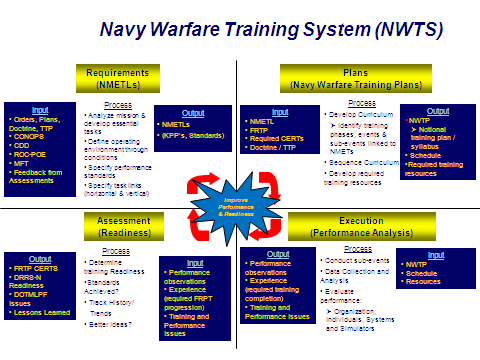 Navy Warfare Training System (NWTS)
Requirements
(NMETLs)
Input
• Orders, Plans,
Doctrine, TTP
• CONOPS
• CDD
• ROC-POE
• MFT
• Feedback from
Assessments
Process
• Analyze mission &
develop essential
tasks
• Define operating
environment through
conditions
• Specify performance
standards
• Specify task links
(horizontal & vertical)
Output
• NMETLs
• (KPP's, Standards)
Plans
(Navy Warfare Training Plans)
Input
• NMETL
• FRTP
• Required CERTs
• Doctrine / TTP
Process
• Develop Curriculum
➤ Identify training
phases, events &
sub-events linked to
NMETs
• Sequence Curriculum
• Develop required
training resources
Output
•NWTP
➤ Notional
training plan /
syllabus
• Schedule
•Required training
resources
Improve
Performance
& Readiness
Assessment
(Readiness)
Output
• FRTP CERTS
• DRRS-N
Readiness
• DOTMLPF
Issues
• Lessons Learned
Process
• Determine
training Readiness
•Standards
Achieved?
• Track History/
Trends
• Better Ideas?
Input
• Performance
observations
• Experience
(required FRPT
progression)
• Training and
Performance
Issues
Execution
(Performance Analysis)
Output
• Performance
observations
• Experience
(required training
completion)
• Training and
Performance Issues
Process
• Conduct sub-events
• Data Collection and
Analysis
• Evaluate
performance:
➤ Organization,
Individuals, Systems
and Simulators
Input
• NWTP
• Schedule
• Resources